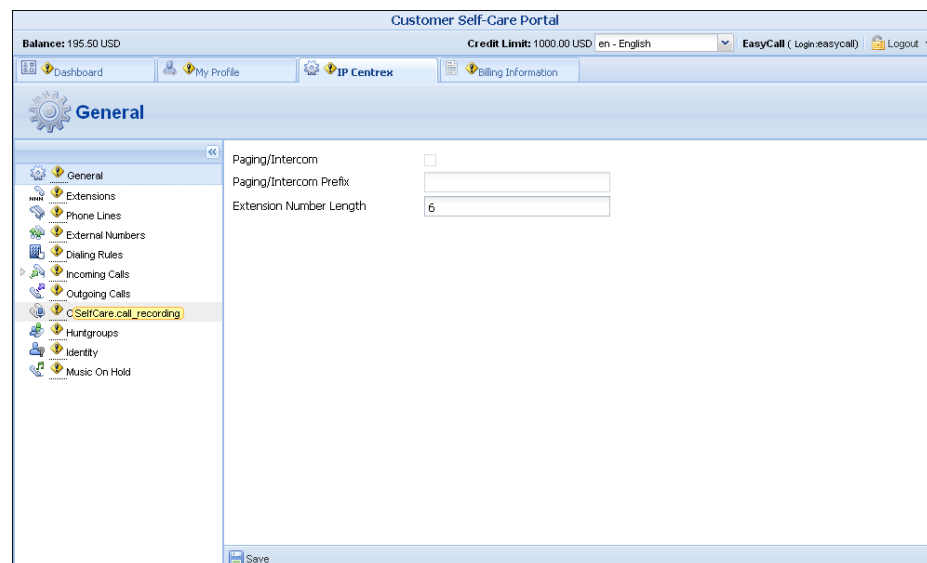 Customer Self-Care Portal
Balance: 195.50 USD Credit Limit: 1000.00 USD en - English EasyCall ( Login:easycall) Logout
Dashboard My Profile IP Centrex Billing Information
General
General
Extensions
Phone Lines
External Numbers
Dialing Rules
Incoming Calls
Outgoing Calls
C SelfCare.call_recording
Huntgroups
Identity
Music On Hold
Paging/Intercom
Paging/Intercom Prefix
Extension Number Length 6
Save